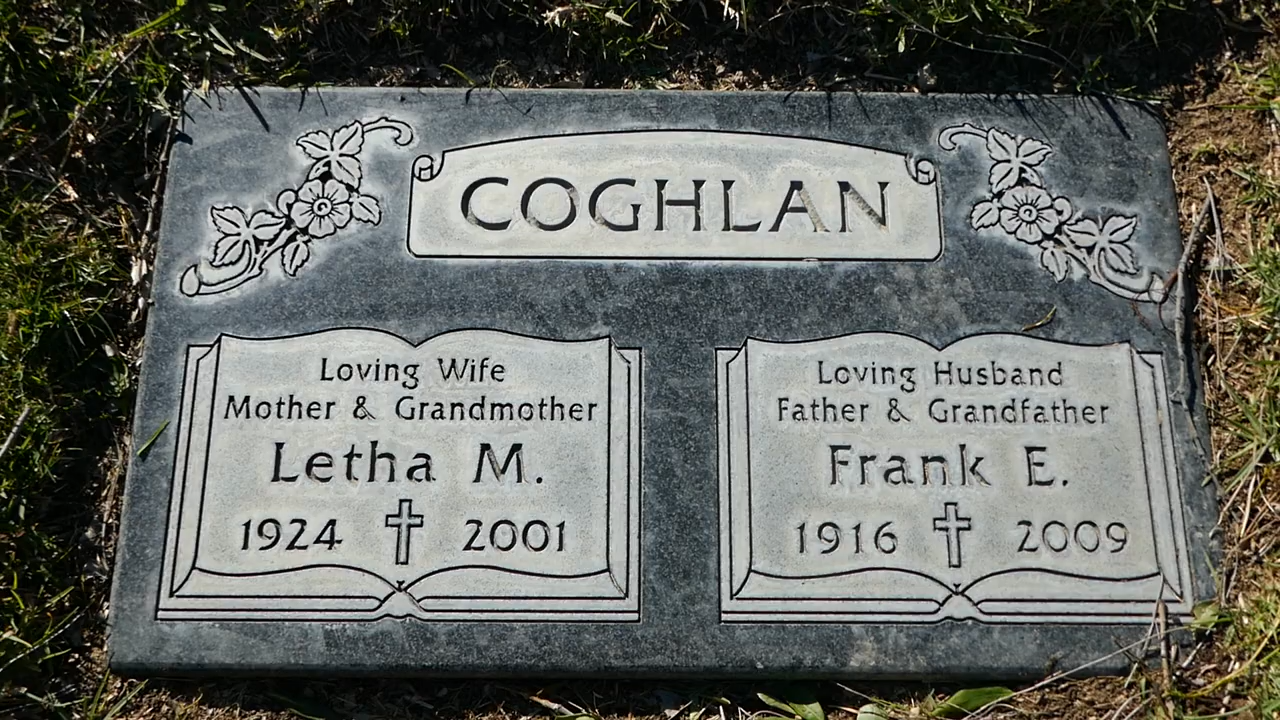 COGHLAN
Loving Wife
Mother & Grandmother
Letha M.
1924 2001
Loving Husband
Father & Grandfather
Frank E.
1916 2009